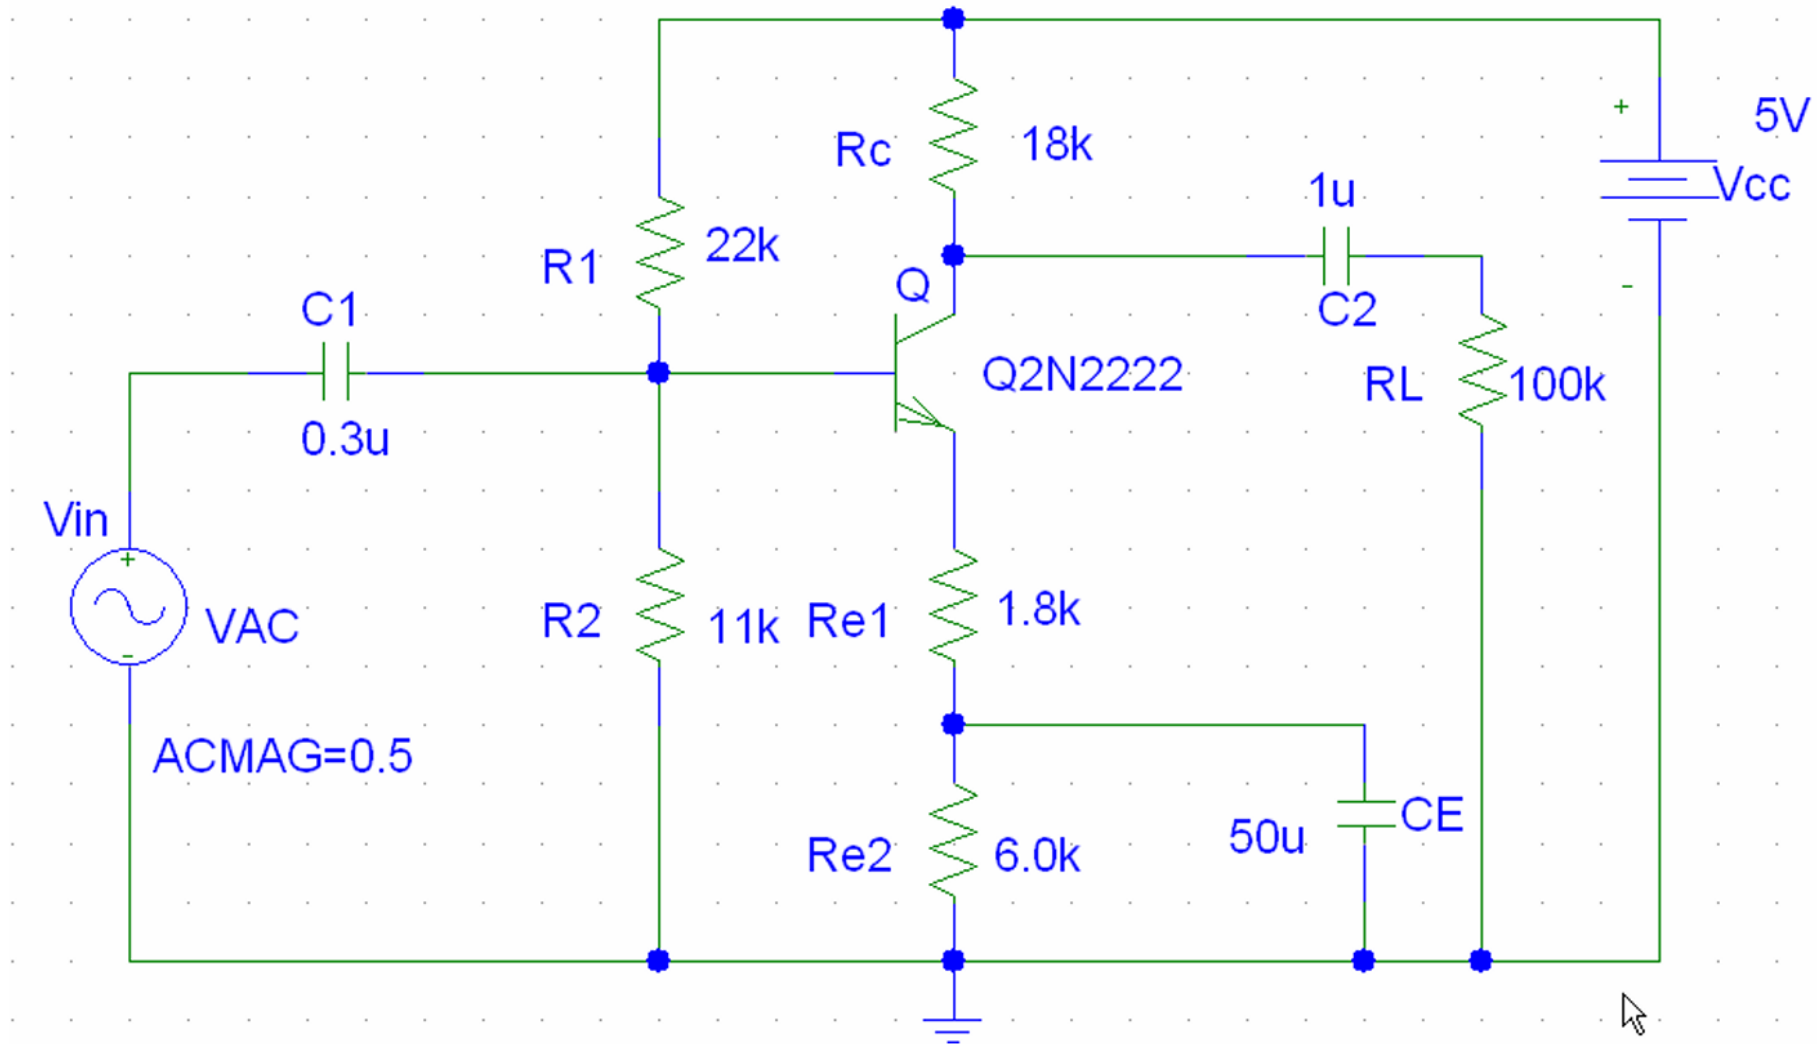 5V
Vcc
+
-
Rc
18k
1u
C2
R1
22k
Q
Q2N2222
RL
100k
C1
0.3u
Vin
+
-
VAC
ACMAG=0.5
R2
11k
Re1
1.8k
Re2
6.0k
50u
CE